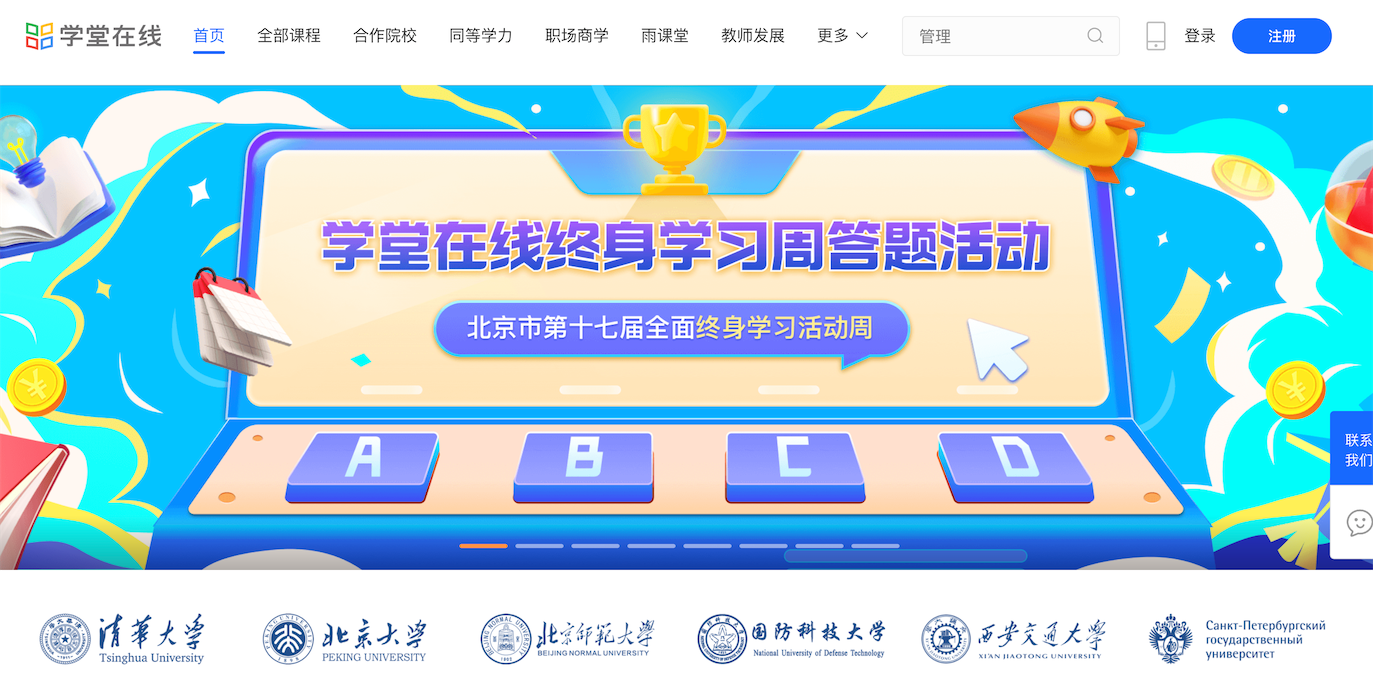 学堂在线
首页 全部课程 合作院校 同等学力 职场商学 雨课堂 教师发展 更多
管理
登录
注册
学堂在线终身学习周答题活动
北京市第十七届全面终身学习活动周
A B C D
联系
我们
清华大学
Tsinghua University
北京大学
PEKING UNIVERSITY
北京师范大学
BEIJING NORMAL UNIVERSITY
国防科技大学
National University of Defense Technology
西安交通大学
XI'AN JIAOTONG UNIVERSITY
Санкт-Петербургский
государственный
университет